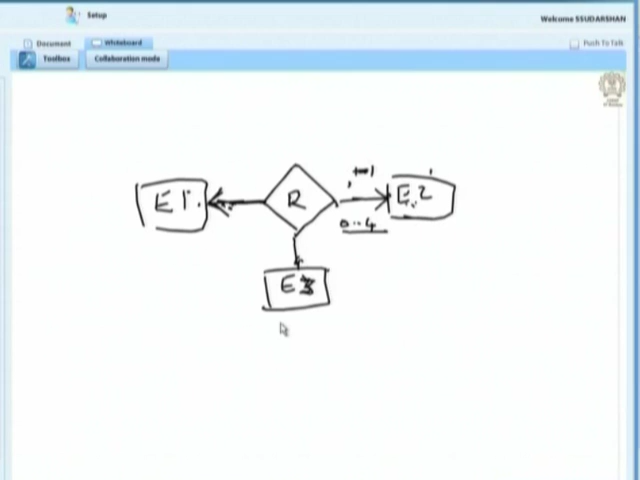 Setup
Welcome SSUDARSHAN
Document Whiteboard
Push To Talk
Toolbox Collaboration mode
E1. R E2
0..4
E3